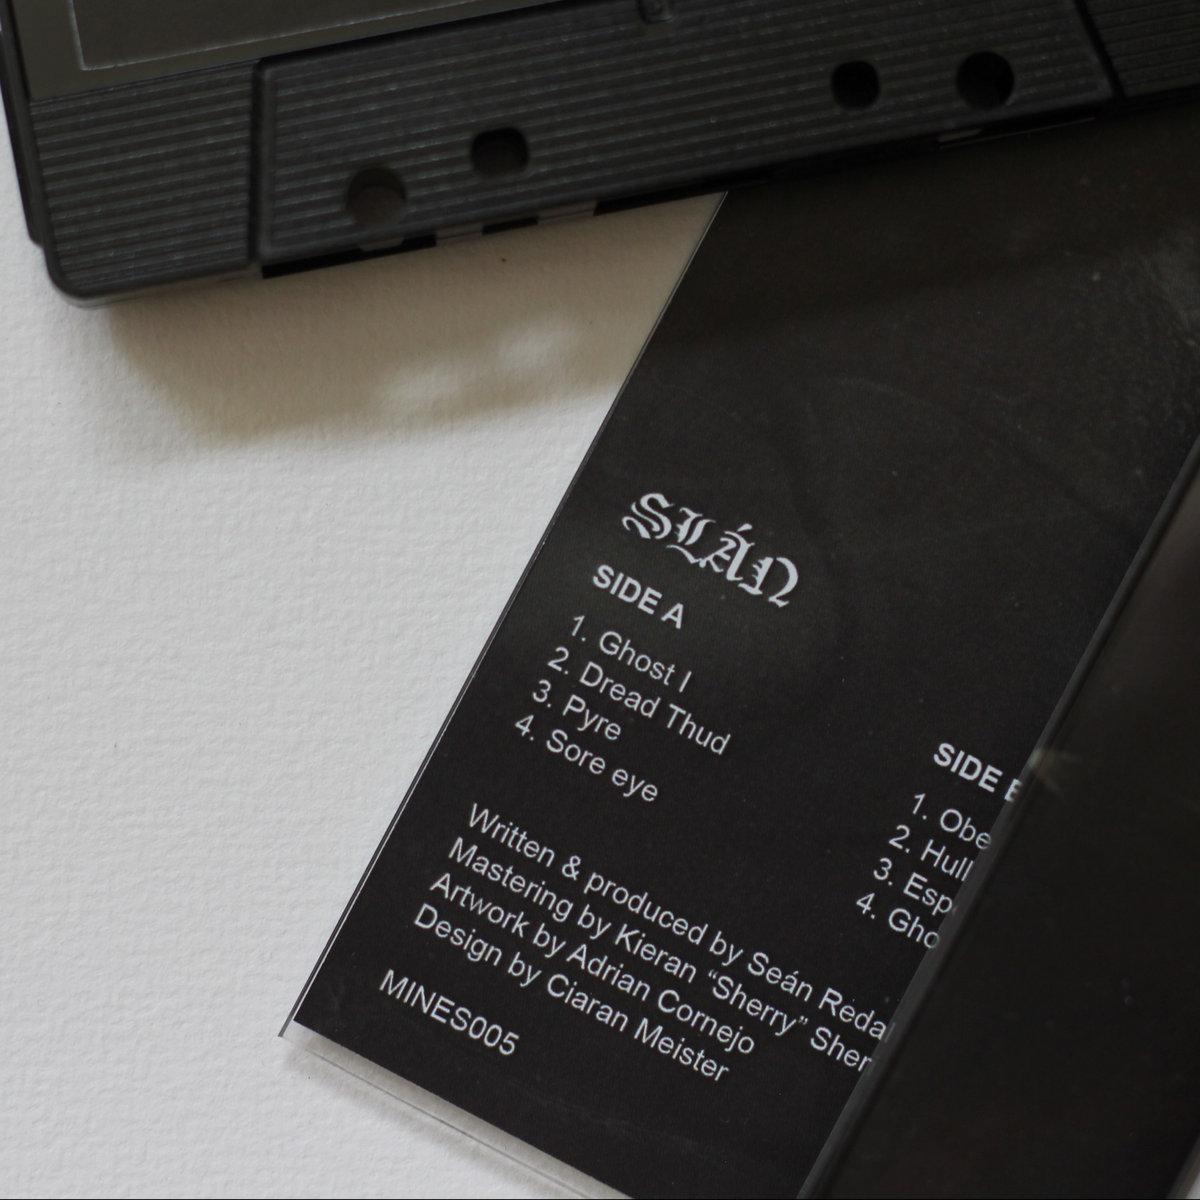 SLÁN
SIDE A
1. Ghost I
2. Dread Thud
3. Pyre
4. Sore eye
SIDE
1.
2.
3.
4.
Written & produced by Seán
Mastering by Kieran “Sherry”
Artwork by Adrian Cornejo
Design by Ciaran Meister
MINES005